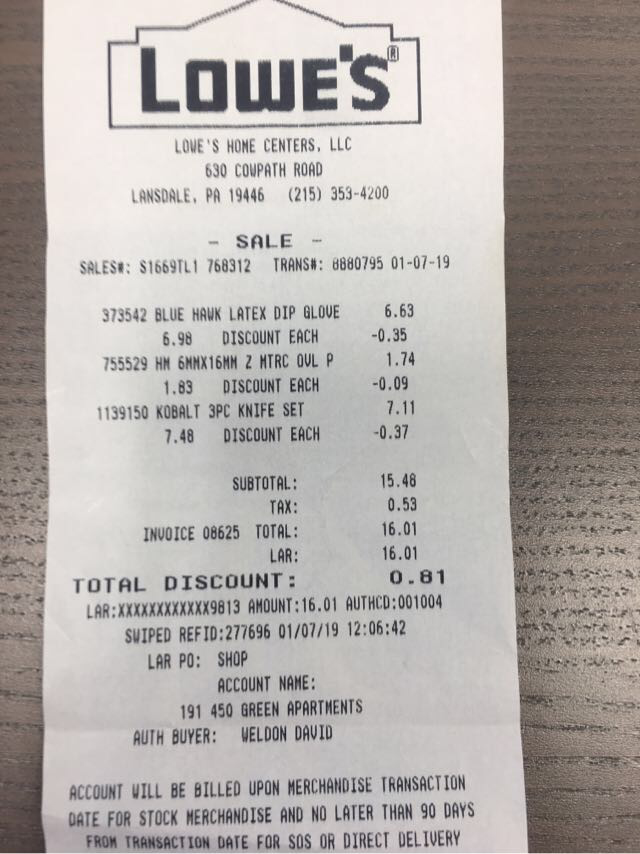 LOWE'S®
LOWE'S HOME CENTERS, LLC
630 COWPATH ROAD
LANSDALE, PA 19446 (215) 353-4200
- SALE -
SALES#: S1669TL1 768312 TRANS#: 8880795 01-07-19
373542 BLUE HAWK LATEX DIP GLOVE 6.63
6.98 DISCOUNT EACH -0.35
755529 HM 6MMX16MM Z MTRC OVL P 1.74
1.83 DISCOUNT EACH -0.09
1139150 KOBALT 3PC KNIFE SET 7.11
7.48 DISCOUNT EACH -0.37
SUBTOTAL: 15.48
TAX: 0.53
INVOICE 08625 TOTAL: 16.01
LAR: 16.01
TOTAL DISCOUNT: 0.81
LAR:XXXXXXXXXXXX9813 AMOUNT:16.01 AUTHCD:001004
SWIPED REFID:277696 01/07/19 12:06:42
LAR PO: SHOP
ACCOUNT NAME:
191 450 GREEN APARTMENTS
AUTH BUYER: WELDON DAVID
ACCOUNT WILL BE BILLED UPON MERCHANDISE TRANSACTION
DATE FOR STOCK MERCHANDISE AND NO LATER THAN 90 DAYS
FROM TRANSACTION DATE FOR SOS OR DIRECT DELIVERY